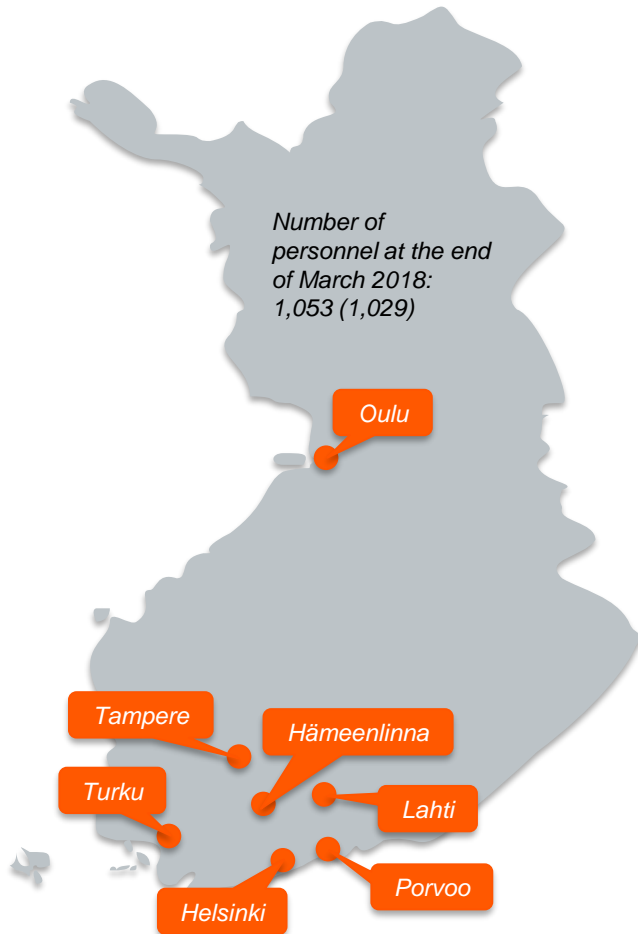 Number of
personnel at the end
of March 2018:
1,053 (1,029)
Oulu
Tampere
Hämeenlinna
Turku
Lahti
Porvoo
Helsinki